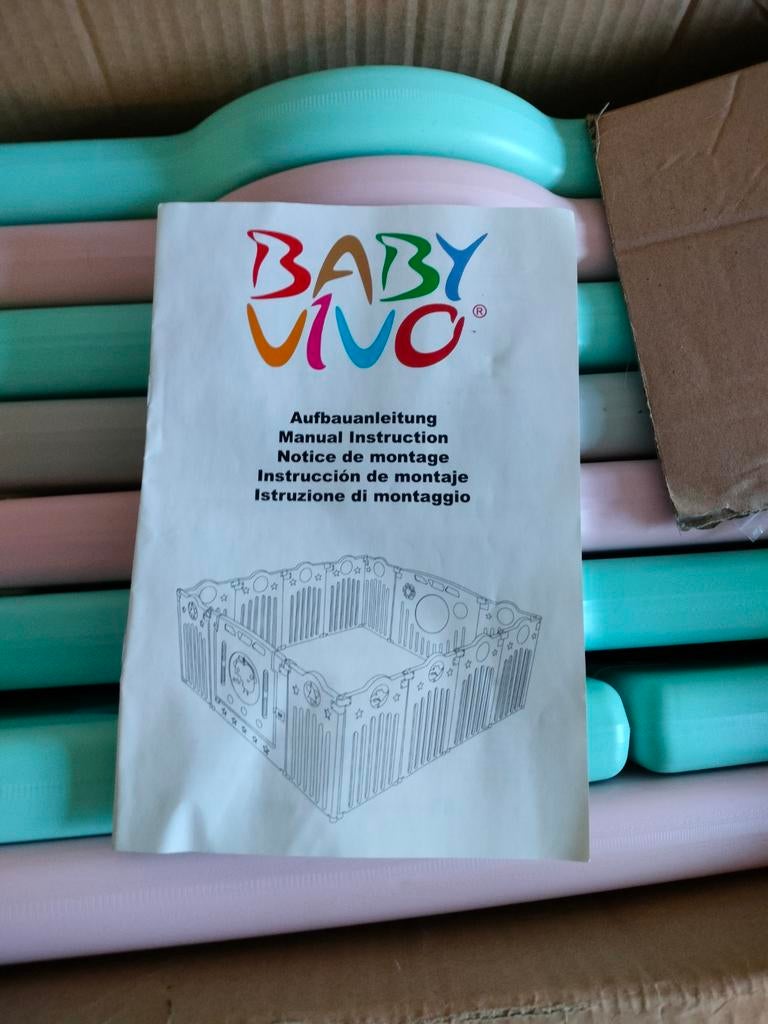 BABY
VIVO®
Aufbauanleitung
Manual Instruction
Notice de montage
Instrucción de montaje
Istruzione di montaggio